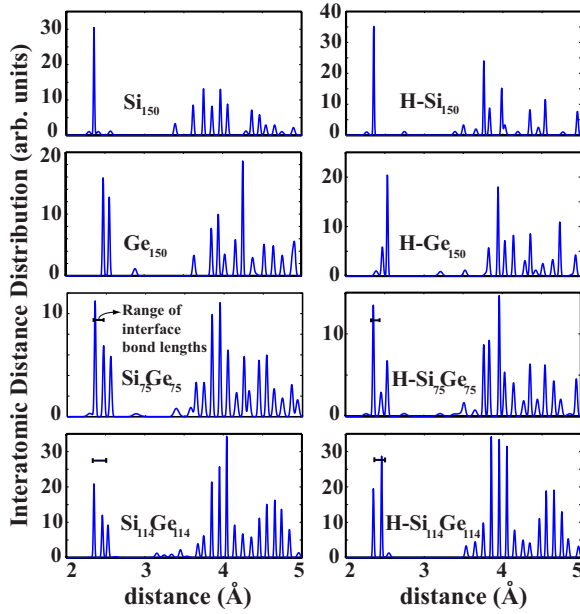 Interatomic Distance Distribution (arb. units)
30
20
10
0
Si150
30
20
10
0
H-Si150
20
10
0
Ge150
20
10
0
H-Ge150
10
0
Range of
interface
bond lengths
Si75Ge75
10
5
0
H-Si75Ge75
30
20
10
0
Si114Ge114
2 3 4 5
distance (Å)
30
20
10
0
H-Si114Ge114
2 3 4 5
distance (Å)